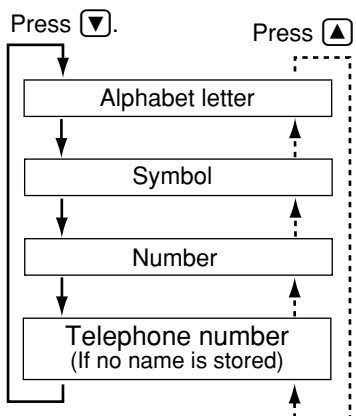 Press ▼.
Press ▲
Alphabet letter
Symbol
Number
Telephone number
(If no name is stored)